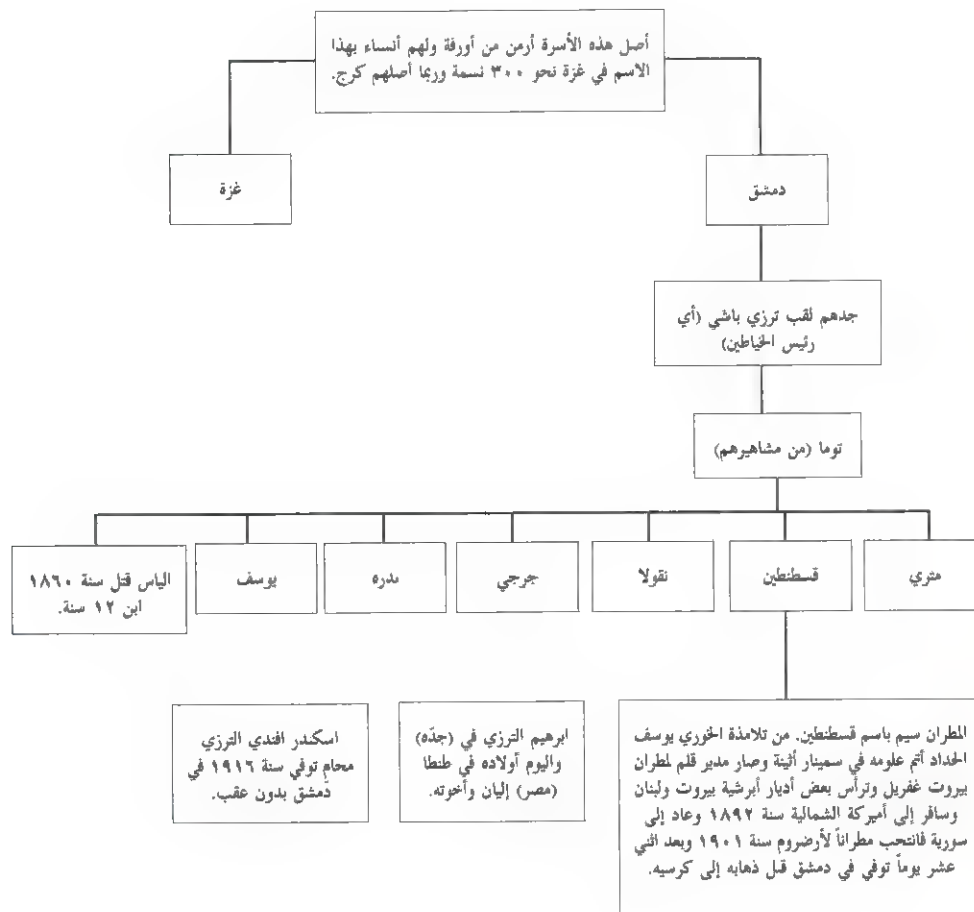 أصل هذه الأسرة أرمن من أورفة ولهم أنسباء بهذا
الاسم في غزة نحو ٣٠٠ نسمة وربما أصلهم كرج.
دمشق
غزة
جدهم لقب ترزي باشي (أي
رئيس الخياطين)
توما (من مشاهيرهم)
متري
قسطنطين
نقولا
جرجي
ندره
يوسف
الياس قتل سنة ١٨٦٠
ابن ١٢ سنة.
المطران سيم باسم قسطنطين. من تلامذة الخوري يوسف
الحداد أتم علومه في سمينار أثينة وصار مدير قلم لمطران
بيروت غفريل وترأس بعض أديار أبرشية بيروت ولبنان
وسافر إلى أميركة الشمالية سنة ١٨٩٢ وعاد إلى
سورية فانتحب مطراناً لأرضروم سنة ١٩٠١ وبعد اثني
عشر يوماً توفي في دمشق قبل ذهابه إلى كرسيه.
ابرهيم الترزي في (جدّه)
واليوم أولاده في طنطا
(مصر) إليان وأخوته.
اسكندر افندي الترزي
محامٍ توفي سنة ١٩١٦ في
دمشق بدون عقب.